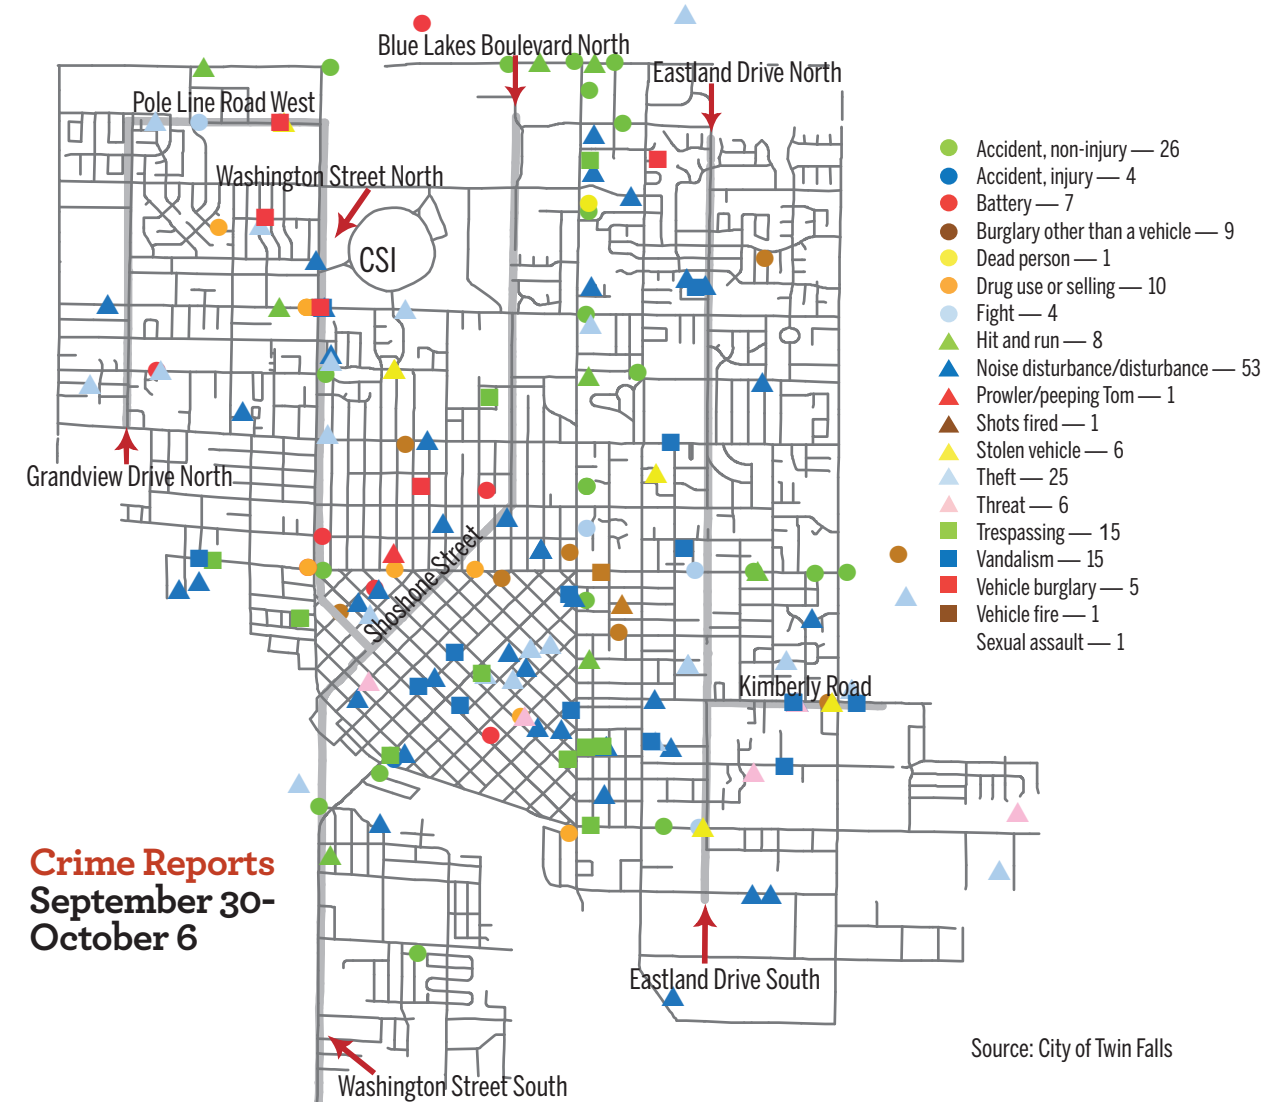 Blue Lakes Boulevard North
Eastland Drive North
Pole Line Road West
Washington Street North
CSI
Grandview Drive North
Shoshone Street
Kimberly Road
Accident, non-injury — 26
Accident, injury — 4
Battery — 7
Burglary other than a vehicle — 9
Dead person — 1
Drug use or selling — 10
Fight — 4
Hit and run — 8
Noise disturbance/disturbance — 53
Prowler/peeping Tom — 1
Shots fired — 1
Stolen vehicle — 6
Theft — 25
Threat — 6
Trespassing — 15
Vandalism — 15
Vehicle burglary — 5
Vehicle fire — 1
Sexual assault — 1
Crime Reports
September 30-
October 6
Eastland Drive South
Washington Street South
Source: City of Twin Falls